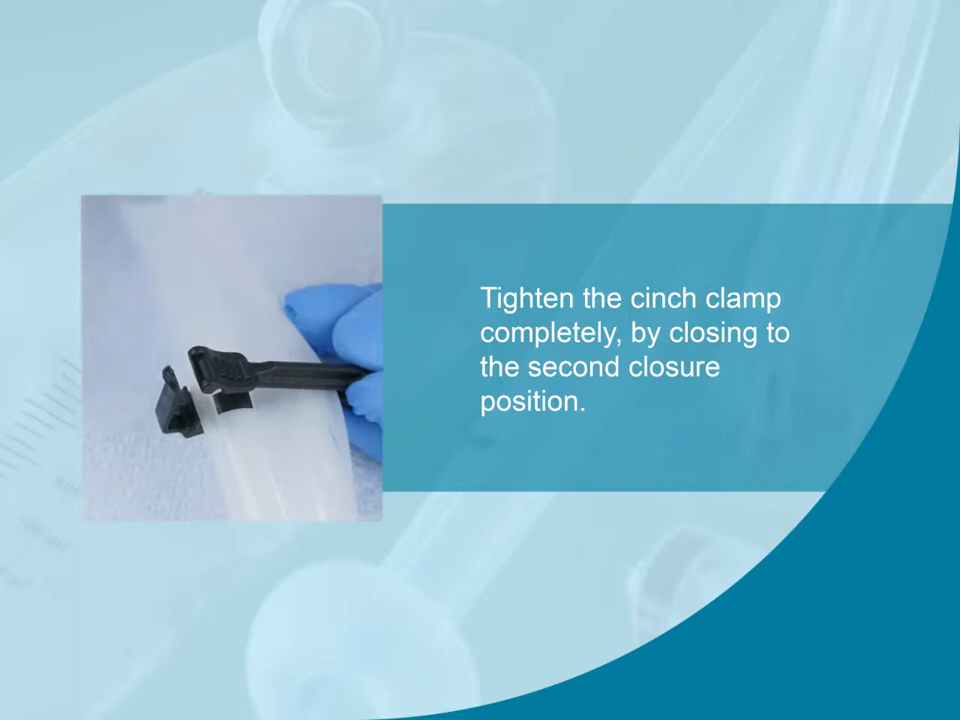 Tighten the cinch clamp
completely, by closing to
the second closure
position.